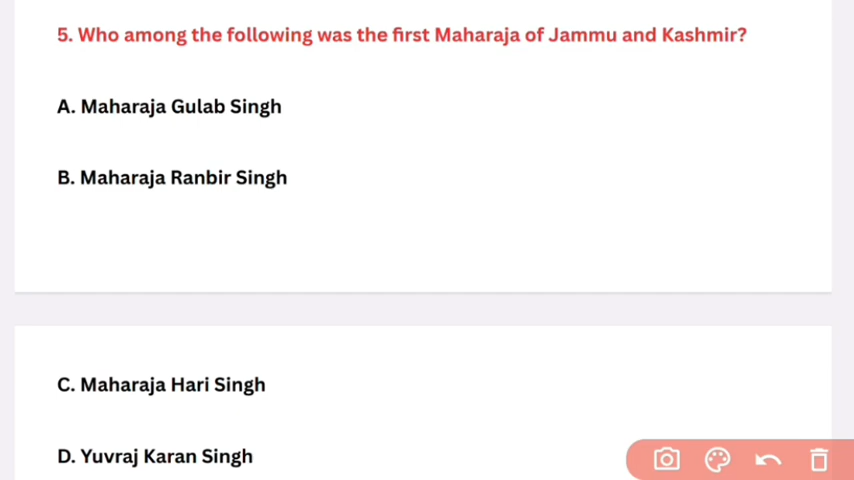 5. Who among the following was the first Maharaja of Jammu and Kashmir?
A. Maharaja Gulab Singh
B. Maharaja Ranbir Singh
C. Maharaja Hari Singh
D. Yuvraj Karan Singh